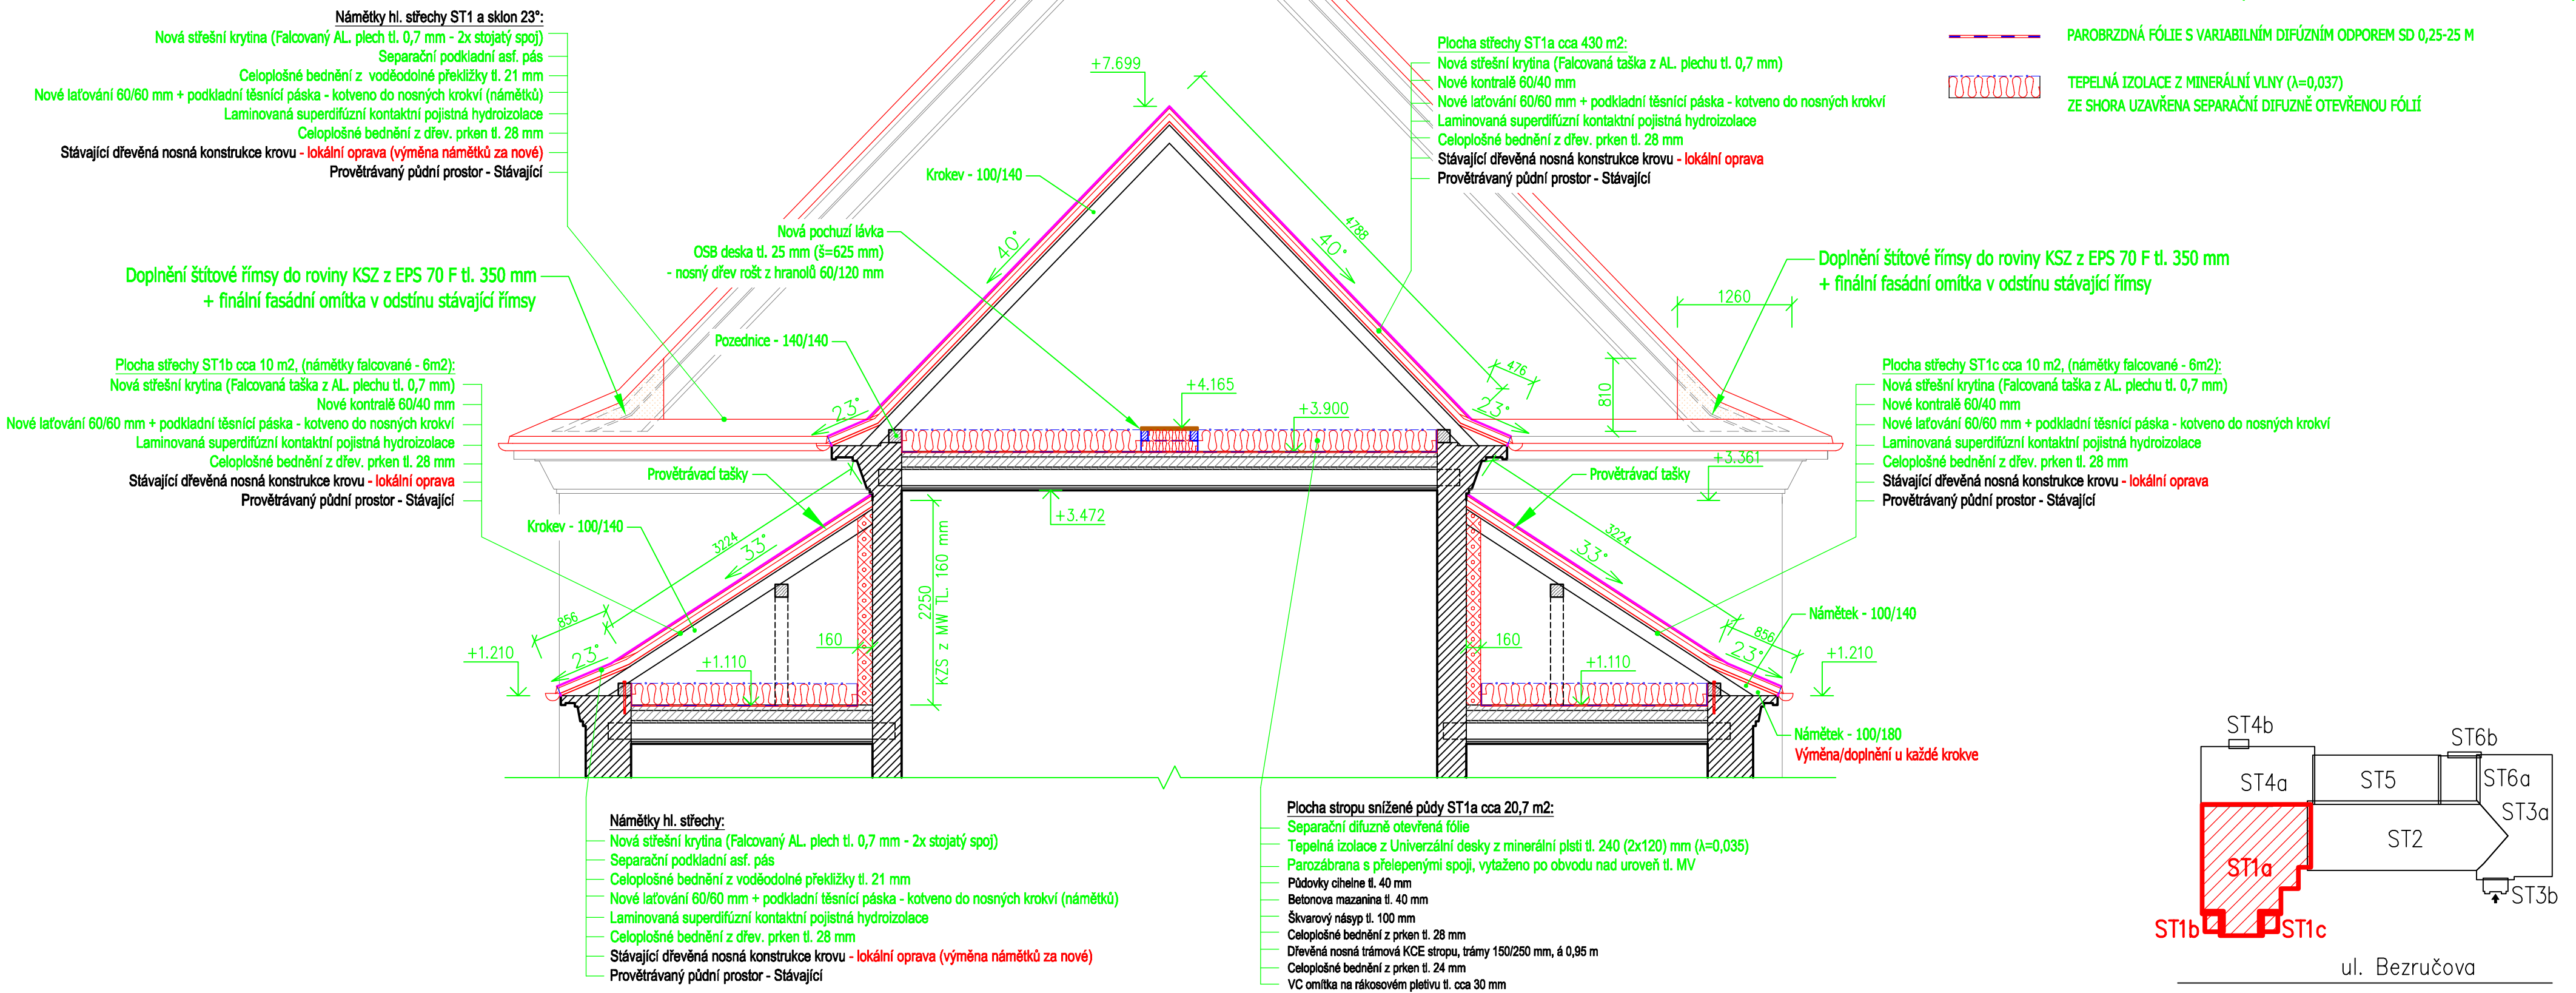 Námětky hl. střechy ST1 a sklon 23°:
Nová střešní krytina (Falcovaný AL. plech tl. 0,7 mm - 2x stojatý spoj)
Separační podkladní asf. pás
Celoplošné bednění z voděodolné překližky tl. 21 mm
Nové laťování 60/60 mm + podkladní těsnící páska - kotveno do nosných krokví (námětků)
Laminovaná superdifúzní kontaktní pojistná hydroizolace
Celoplošné bednění z dřev. prken tl. 28 mm
Stávající dřevěná nosná konstrukce krovu - lokální oprava (výměna námětků za nové)
Provětrávaný půdní prostor - Stávající
Plocha střechy ST1a cca 430 m2:
Nová střešní krytina (Falcovaná taška z AL. plechu tl. 0,7 mm)
Nové kontralě 60/40 mm
Nové laťování 60/60 mm + podkladní těsnící páska - kotveno do nosných krokví
Laminovaná superdifúzní kontaktní pojistná hydroizolace
Celoplošné bednění z dřev. prken tl. 28 mm
Stávající dřevěná nosná konstrukce krovu - lokální oprava
Provětrávaný půdní prostor - Stávající
PAROBRZDNÁ FÓLIE S VARIABILNÍM DIFÚZNÍM ODPOREM SD 0,25-25 M
TEPELNÁ IZOLACE Z MINERÁLNÍ VLNY (λ=0,037)
ZE SHORA UZAVŘENA SEPARAČNÍ DIFUZNĚ OTEVŘENOU FÓLIÍ
+7.699
Krokev - 100/140
Nová pochuzí lávka
OSB deska tl. 25 mm (š=625 mm)
- nosný dřev rošt z hranolů 60/120 mm
40°
40°
4788
Doplnění štítové římsy do roviny KSZ z EPS 70 F tl. 350 mm
+ finální fasádní omítka v odstínu stávající římsy
Doplnění štítové římsy do roviny KSZ z EPS 70 F tl. 350 mm
+ finální fasádní omítka v odstínu stávající římsy
1260
810
476
Pozednice - 140/140
23°
23°
+4.165
+3.900
+3.361
+3.472
Plocha střechy ST1b cca 10 m2, (námětky falcované - 6m2):
Nová střešní krytina (Falcovaná taška z AL. plechu tl. 0,7 mm)
Nové kontralě 60/40 mm
Nové laťování 60/60 mm + podkladní těsnící páska - kotveno do nosných krokví
Laminovaná superdifúzní kontaktní pojistná hydroizolace
Celoplošné bednění z dřev. prken tl. 28 mm
Stávající dřevěná nosná konstrukce krovu - lokální oprava
Provětrávaný půdní prostor - Stávající
Plocha střechy ST1c cca 10 m2, (námětky falcované - 6m2):
Nová střešní krytina (Falcovaná taška z AL. plechu tl. 0,7 mm)
Nové kontralě 60/40 mm
Nové laťování 60/60 mm + podkladní těsnící páska - kotveno do nosných krokví
Laminovaná superdifúzní kontaktní pojistná hydroizolace
Celoplošné bednění z dřev. prken tl. 28 mm
Stávající dřevěná nosná konstrukce krovu - lokální oprava
Provětrávaný půdní prostor - Stávající
Provětrávací tašky
Provětrávací tašky
Krokev - 100/140
3224
33°
3224
33°
2250
KZS z MW TL. 160 mm
856
23°
856
23°
160
160
+1.210
+1.110
+1.110
+1.210
Námětek - 100/140
Námětek - 100/180
Výměna/doplnění u každé krokve
Námětky hl. střechy:
Nová střešní krytina (Falcovaný AL. plech tl. 0,7 mm - 2x stojatý spoj)
Separační podkladní asf. pás
Celoplošné bednění z voděodolné překližky tl. 21 mm
Nové laťování 60/60 mm + podkladní těsnící páska - kotveno do nosných krokví (námětků)
Laminovaná superdifúzní kontaktní pojistná hydroizolace
Celoplošné bednění z dřev. prken tl. 28 mm
Stávající dřevěná nosná konstrukce krovu - lokální oprava (výměna námětků za nové)
Provětrávaný půdní prostor - Stávající
Plocha stropu snížené půdy ST1a cca 20,7 m2:
Separační difuzně otevřená fólie
Tepelná izolace z Univerzální desky z minerální plsti tl. 240 (2x120) mm (λ=0,035)
Parozábrana s přelepenými spoji, vytaženo po obvodu nad uroveň tl. MV
Půdovky cihelne tl. 40 mm
Betonova mazanina tl. 40 mm
Škvarový násyp tl. 100 mm
Celoplošné bednění z prken tl. 28 mm
Dřevěná nosná trámová KCE stropu, trámy 150/250 mm, á 0,95 m
Celoplošné bednění z prken tl. 24 mm
VC omítka na rákosovém pletivu tl. cca 30 mm
ST4b
ST6b
ST4a
ST5
ST6a
ST3a
ST2
ST1a
ST3b
ST1b
ST1c
ul. Bezručova